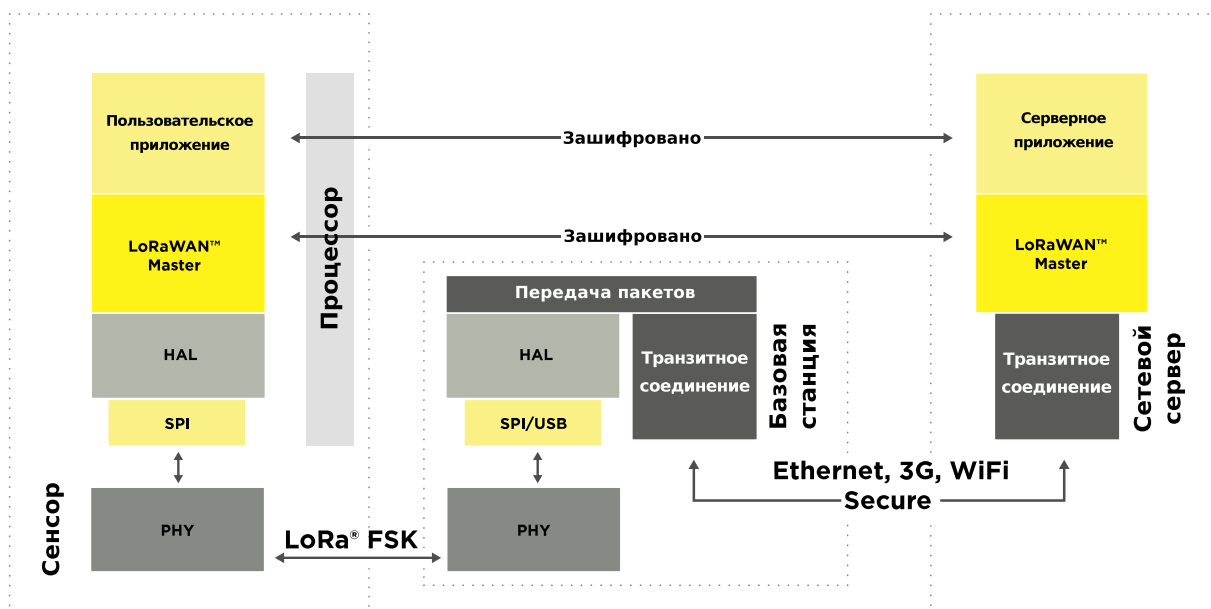 Пользовательское
приложение
LoRaWAN™
Master
HAL
SPI
PHY
Сенсор
Процессор
Зашифровано
Зашифровано
LoRa® FSK
Передача пакетов
HAL
SPI/USB
PHY
Транзитное
соединение
Базовая
станция
Ethernet, 3G, WiFi
Secure
Серверное
приложение
LoRaWAN™
Master
Транзитное
соединение
Сетевой
сервер